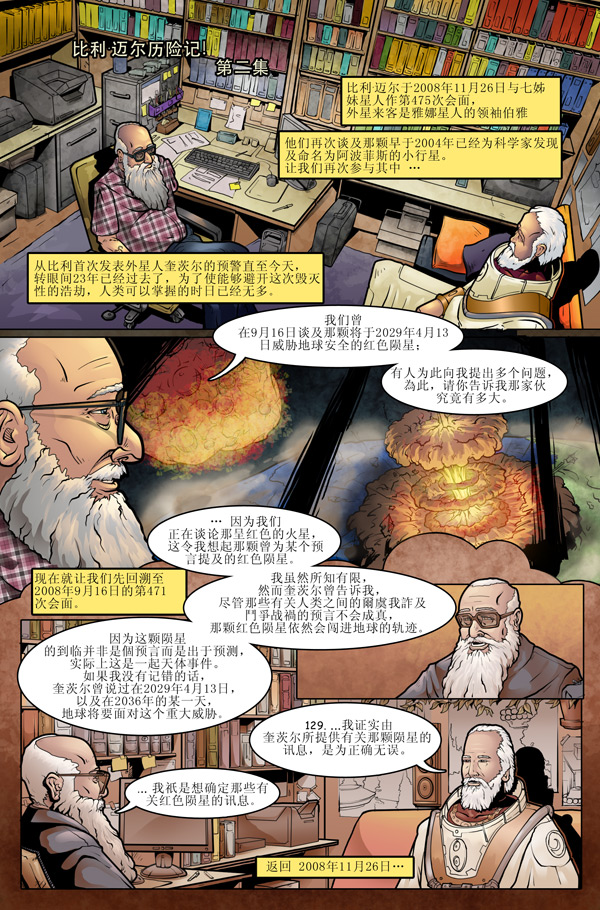 比利·迈尔历险记!
第二集
比利·迈尔于2008年11月26日与七姊
妹星人作第475次会面,
外星来客是雅娜星人的领袖伯雅
他们再次谈及那颗早于2004年已经为科学家发现
及命名为阿波菲斯的小行星。
让我们再次参与其中 …
从比利首次发表外星人奎茨尔的预警直至今天,
转眼间23年已经过去了, 为了使能够避开这次毁灭
性的浩劫, 人类可以掌握的时日已经无多。
我们曾
在9月16日谈及那颗将于2029年4月13
日威胁地球安全的红色陨星;
有人为此向我提出多个问题,
為此, 请你告诉我那家伙
究竟有多大。
… 因为我们
正在谈论那呈红色的火星,
这令我想起那颗曾为某个预
言提及的红色陨星。
现在就让我们先回溯至
2008年9月16日的第471
次会面。
我虽然所知有限,
然而奎茨尔曾告诉我,
尽管那些有关人类之间的爾虞我詐及
鬥爭战禍的预言不会成真,
那颗红色陨星依然会闯进地球的轨迹。
因为这颗陨星
的到临并非是個预言而是出于预测,
实际上这是一起天体事件。
如果我没有记错的话,
奎茨尔曾说过在2029年4月13日,
以及在2036年的某一天,
地球将要面对这个重大威胁。
129. ...我证实由
奎茨尔所提供有关那颗陨星的
讯息, 是为正确无误。
... 我祇是想确定那些有
关红色陨星的讯息。
返回 2008年11月26日…